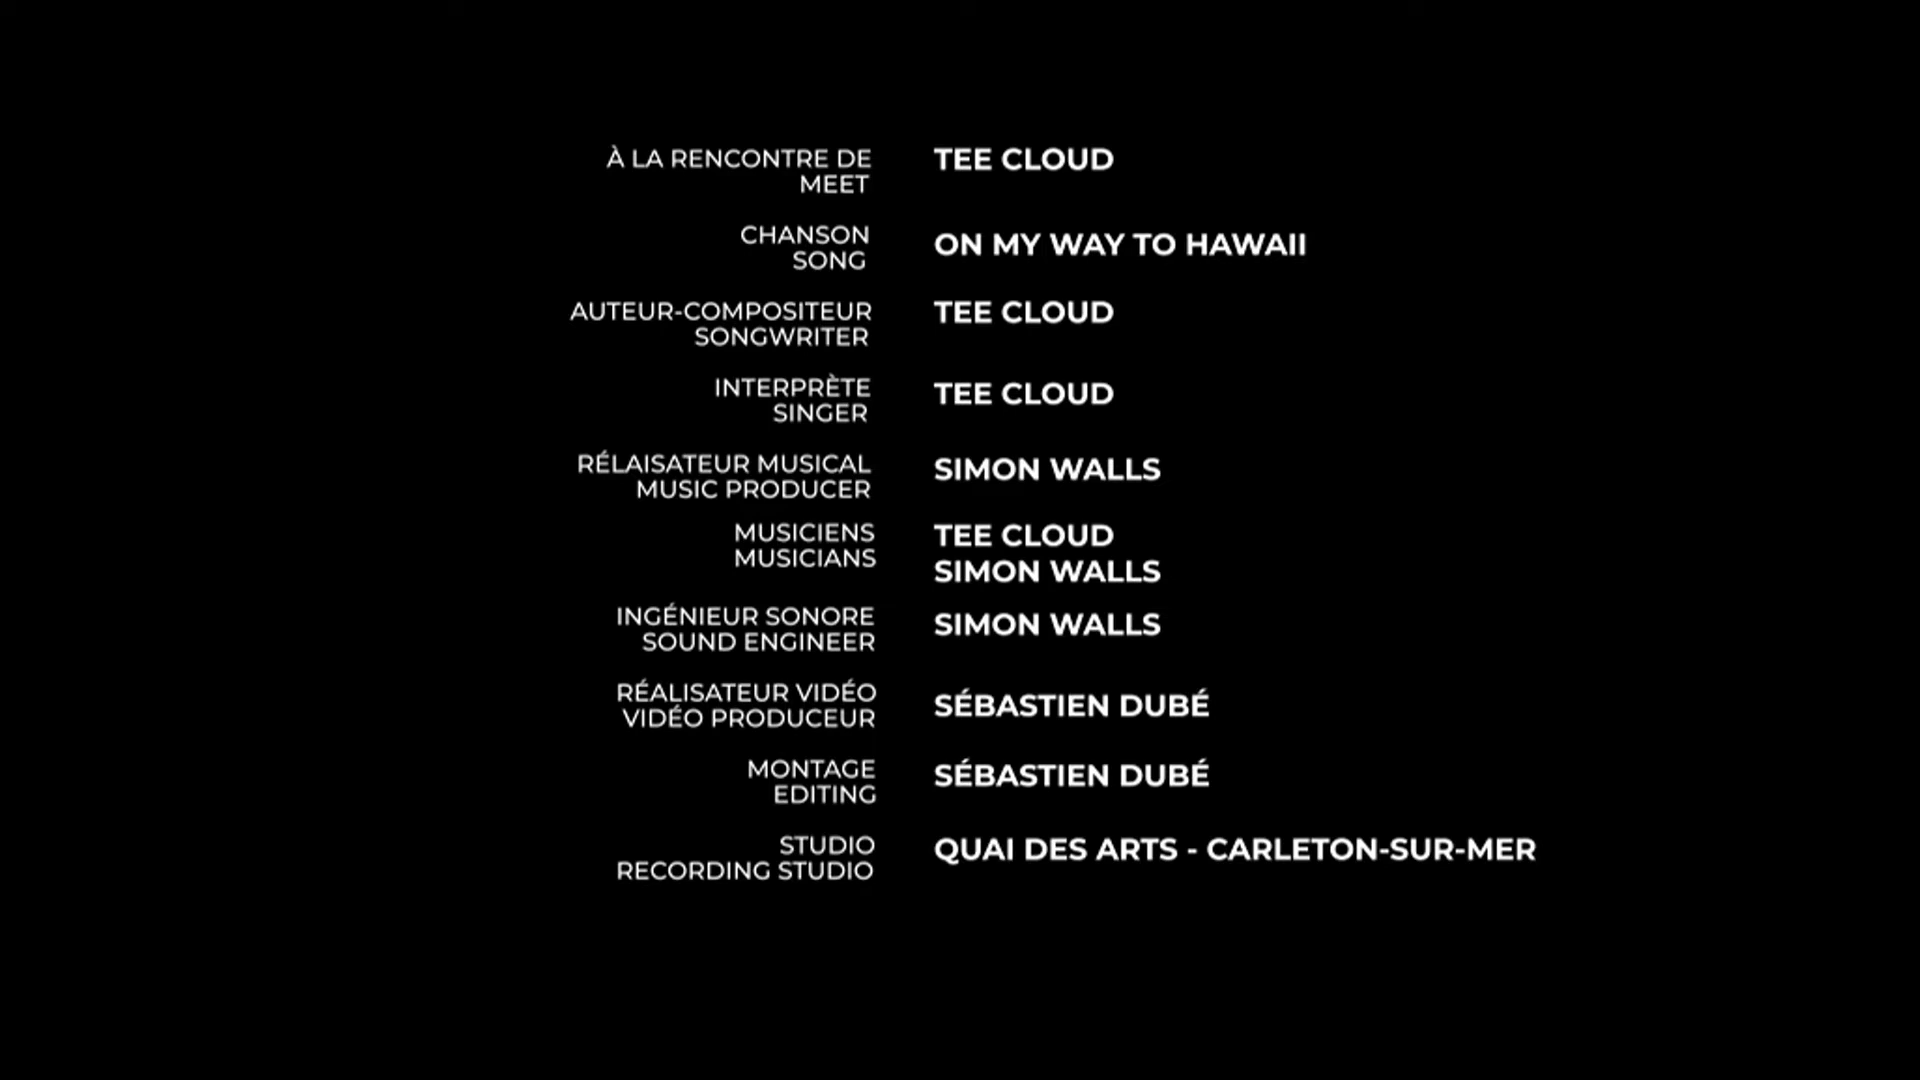 À LA RENCONTRE DE TEE CLOUD
MEET
CHANSON ON MY WAY TO HAWAII
SONG
AUTEUR-COMPOSITEUR TEE CLOUD
SONGWRITER
INTERPRÈTE TEE CLOUD
SINGER
RÉLAISATEUR MUSICAL SIMON WALLS
MUSIC PRODUCER
MUSICIENS TEE CLOUD
MUSICIANS SIMON WALLS
INGÉNIEUR SONORE SIMON WALLS
SOUND ENGINEER
RÉALISATEUR VIDÉO SÉBASTIEN DUBÉ
VIDÉO PRODUCEUR
MONTAGE SÉBASTIEN DUBÉ
EDITING
STUDIO QUAI DES ARTS - CARLETON-SUR-MER
RECORDING STUDIO